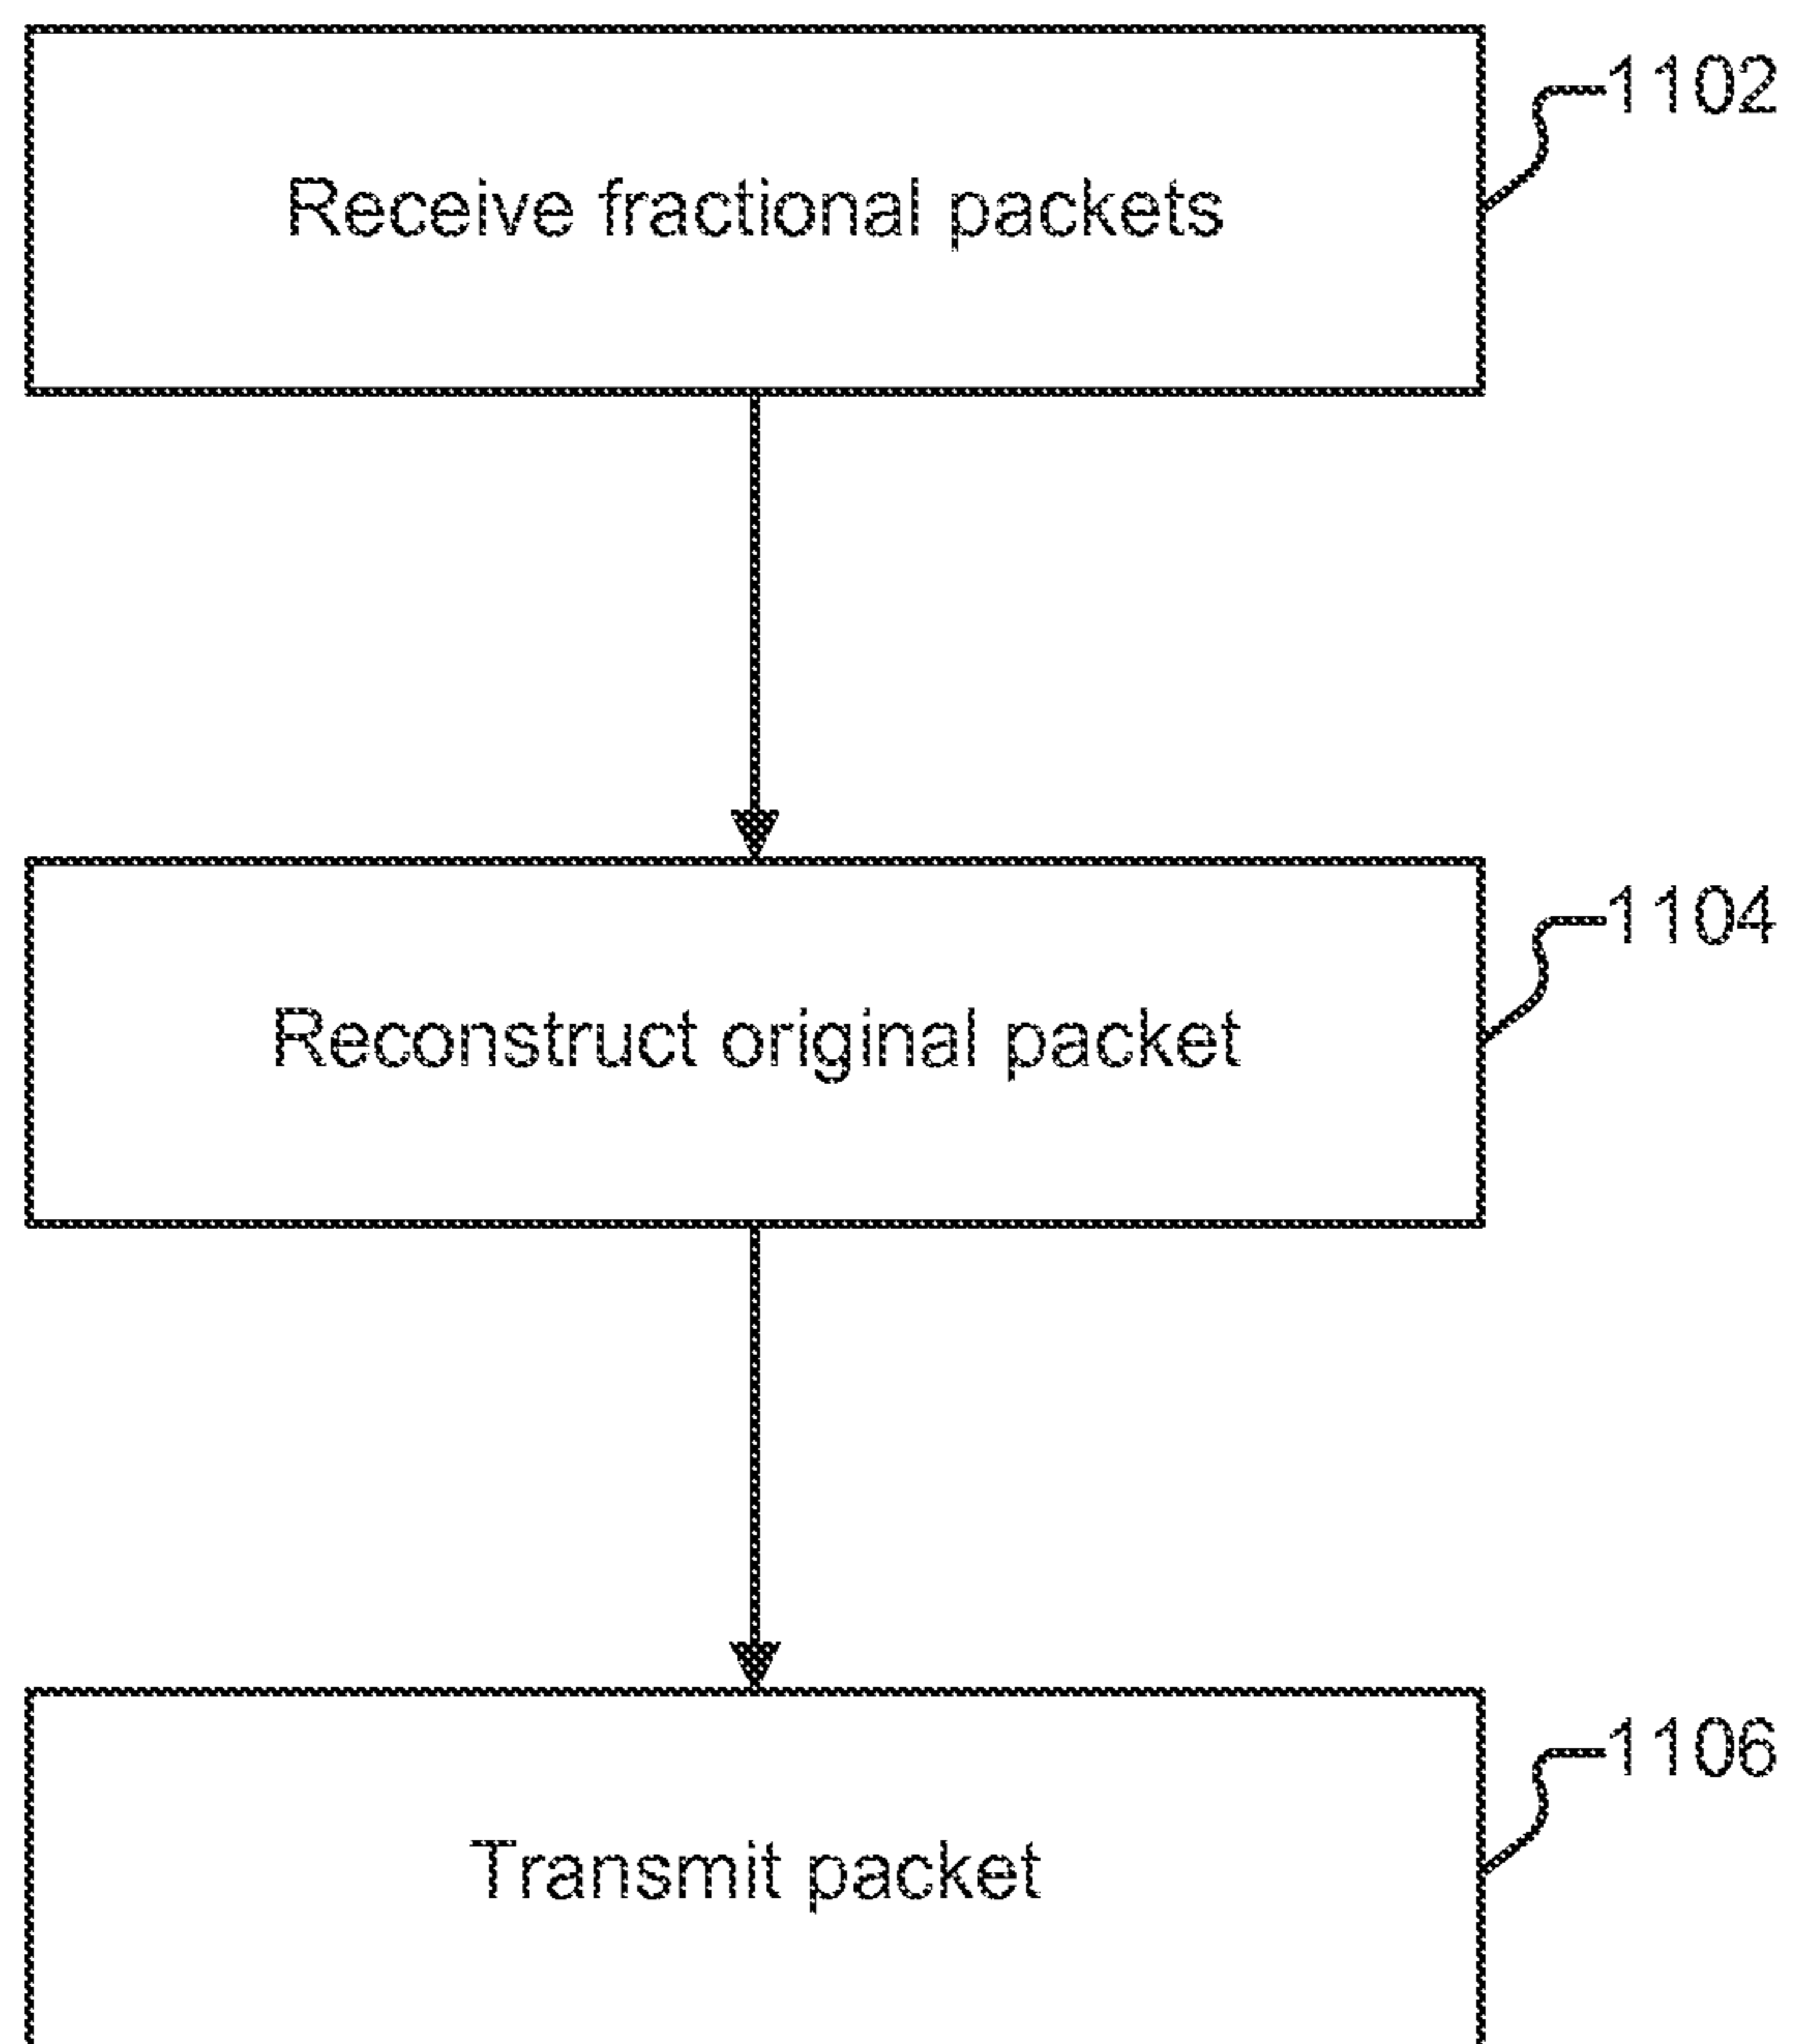 1102
Receive fractional packets
1104
Reconstruct original packet
1106
Transmit packet